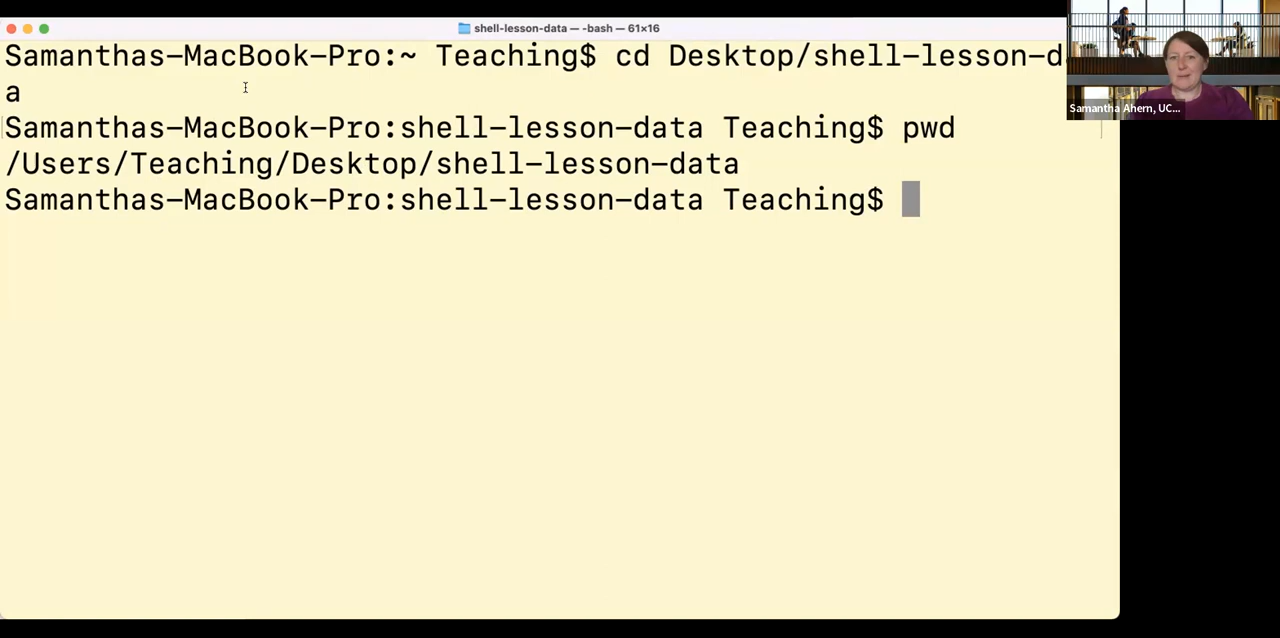 shell-lesson-data — -bash — 61×16
Samanthas-MacBook-Pro:~ Teaching$ cd Desktop/shell-lesson-d
a
Samanthas-MacBook-Pro:shell-lesson-data Teaching$ pwd
/Users/Teaching/Desktop/shell-lesson-data
Samanthas-MacBook-Pro:shell-lesson-data Teaching$
Samantha Ahern, UC...